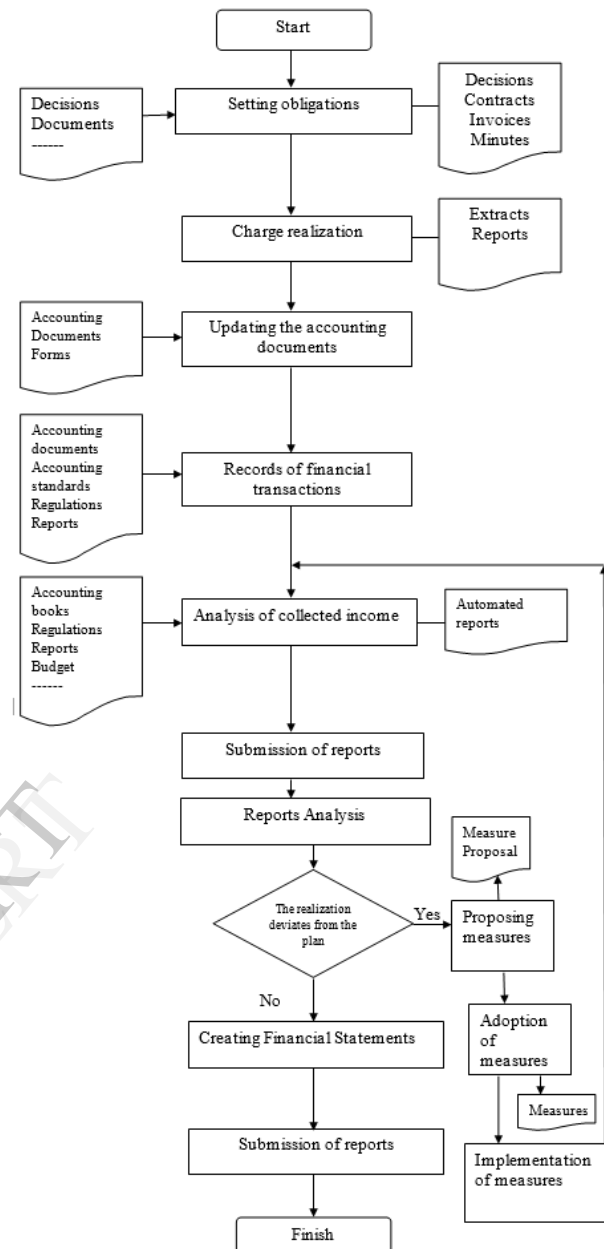 Start
Decisions
Documents
------
Setting obligations
Decisions
Contracts
Invoices
Minutes
Charge realization
Extracts
Reports
Accounting
Documents
Forms
Updating the accounting
documents
Accounting
documents
Accounting
standards
Regulations
Reports
Records of financial
transactions
Accounting
books
Regulations
Reports
Budget
------
Analysis of collected income
Automated
reports
Submission of reports
Reports Analysis
Measure
Proposal
The realization
deviates from the
plan
Yes
Proposing
measures
No
Creating Financial Statements
Adoption
of
measures
Measures
Submission of reports
Implementation
of measures
Finish